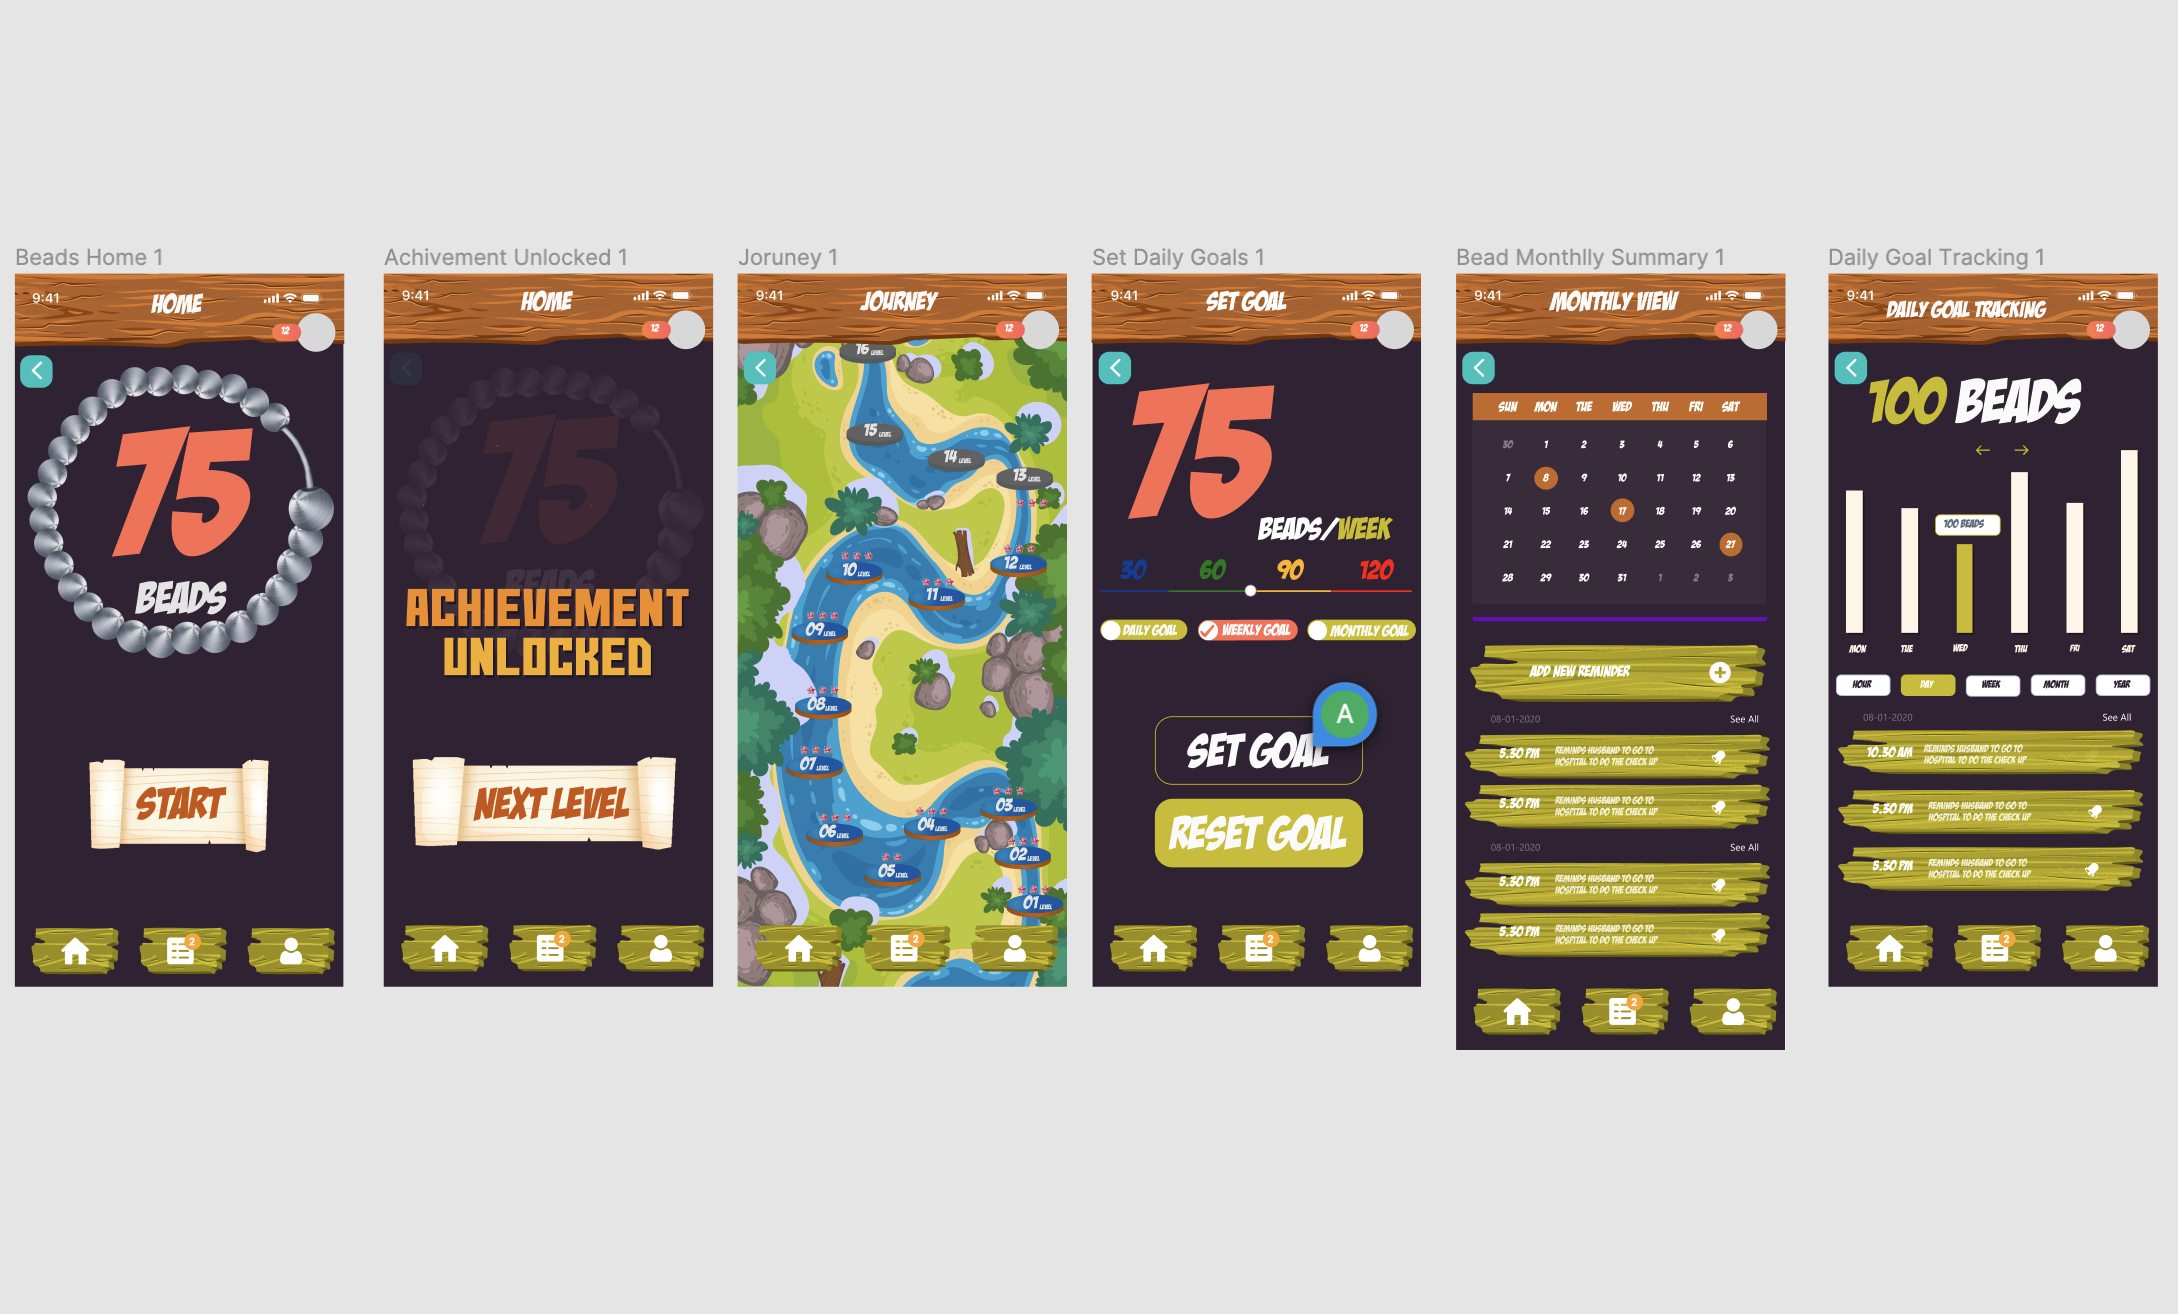 Beads Home 1
9:41
HOME
12
75
BEADS
START
2
Achivement Unlocked 1
9:41
HOME
12
75
BEADS
ACHIEVEMENT
UNLOCKED
NEXT LEVEL
2
Joruney 1
9:41
JOURNEY
12
16 LEVEL
15 LEVEL
14 LEVEL
13 LEVEL
12 LEVEL
10 LEVEL
11 LEVEL
09 LEVEL
08 LEVEL
07 LEVEL
03 LEVEL
04 LEVEL
06 LEVEL
02 LEVEL
05 LEVEL
01 LEVEL
2
Set Daily Goals 1
9:41
SET GOAL
12
75
BEADS/WEEK
30 60 90 120
DAILY GOAL WEEKLY GOAL MONTHLY GOAL
A
SET GOAL
RESET GOAL
2
Bead Monthlly Summary 1
9:41
MONTHLY VIEW
12
SUN MON TUE WED THU FRI SAT
30 1 2 3 4 5 6
7 8 9 10 11 12 13
14 15 16 17 18 19 20
21 22 23 24 25 26 27
28 29 30 31 1 2 3
ADD NEW REMINDER
08-01-2020 See All
5.30 PM REMINDS HUSBAND TO GO TO
HOSPITAL TO DO THE CHECK UP
5.30 PM REMINDS HUSBAND TO GO TO
HOSPITAL TO DO THE CHECK UP
08-01-2020 See All
5.30 PM REMINDS HUSBAND TO GO TO
HOSPITAL TO DO THE CHECK UP
5.30 PM REMINDS HUSBAND TO GO TO
HOSPITAL TO DO THE CHECK UP
2
Daily Goal Tracking 1
9:41
DAILY GOAL TRACKING
12
100 BEADS
100 BEADS
MON TUE WED THU FRI SAT
HOUR DAY WEEK MONTH YEAR
08-01-2020 See All
10.30 AM REMINDS HUSBAND TO GO TO
HOSPITAL TO DO THE CHECK UP
5.30 PM REMINDS HUSBAND TO GO TO
HOSPITAL TO DO THE CHECK UP
5.30 PM REMINDS HUSBAND TO GO TO
HOSPITAL TO DO THE CHECK UP
2